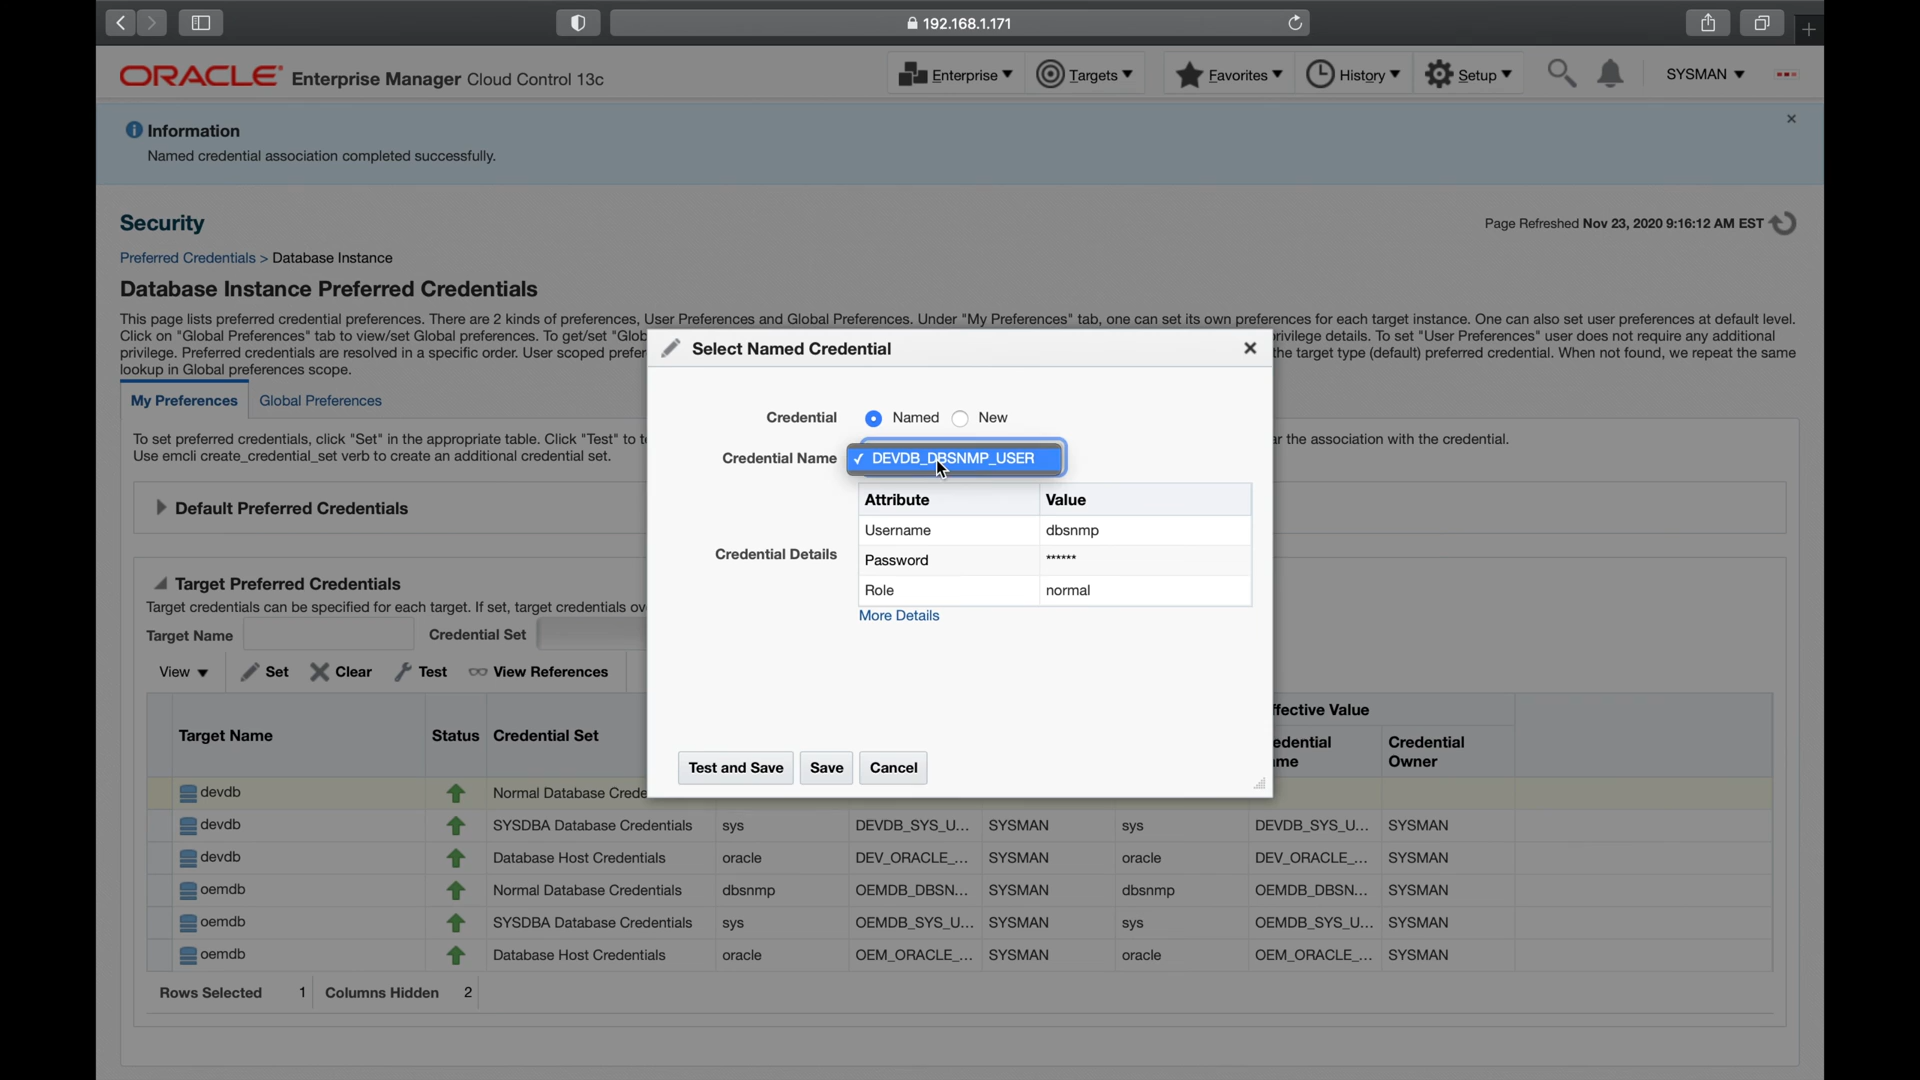 192.168.1.171
ORACLE Enterprise Manager Cloud Control 13c
Enterprise Targets Favorites History Setup SYSMAN
Information
Named credential association completed successfully.
Security
Page Refreshed Nov 23, 2020 9:16:12 AM EST
Preferred Credentials > Database Instance
Database Instance Preferred Credentials
This page lists preferred credential preferences. There are 2 kinds of preferences, User Preferences and Global Preferences. Under "My Preferences" tab, one can set its own preferences for each target instance. One can also set user preferences at default level.
Click on "Global Preferences" tab to view/set Global preferences. To get/set "Glob rivilege details. To set "User Preferences" user does not require any additional
privilege. Preferred credentials are resolved in a specific order. User scoped prefer the target type (default) preferred credential. When not found, we repeat the same
lookup in Global preferences scope.
My Preferences Global Preferences
To set preferred credentials, click "Set" in the appropriate table. Click "Test" to t ar the association with the credential.
Use emcli create_credential_set verb to create an additional credential set.
Default Preferred Credentials
Target Preferred Credentials
Target credentials can be specified for each target. If set, target credentials ov
Target Name Credential Set
View Set Clear Test View References
Select Named Credential
Credential Named New
Credential Name ✓ DEVDB_DBSNMP_USER
Credential Details
Attribute Value
Username dbsnmp
Password ******
Role normal
More Details
Test and Save Save Cancel
ffective Value
Target Name Status Credential Set edential me Credential Owner
devdb Normal Database Crede
devdb SYSDBA Database Credentials sys DEVDB_SYS_U... SYSMAN sys DEVDB_SYS_U... SYSMAN
devdb Database Host Credentials oracle DEV_ORACLE_... SYSMAN oracle DEV_ORACLE_... SYSMAN
oemdb Normal Database Credentials dbsnmp OEMDB_DBSN... SYSMAN dbsnmp OEMDB_DBSN... SYSMAN
oemdb SYSDBA Database Credentials sys OEMDB_SYS_U... SYSMAN sys OEMDB_SYS_U... SYSMAN
oemdb Database Host Credentials oracle OEM_ORACLE_... SYSMAN oracle OEM_ORACLE_... SYSMAN
Rows Selected 1 Columns Hidden 2